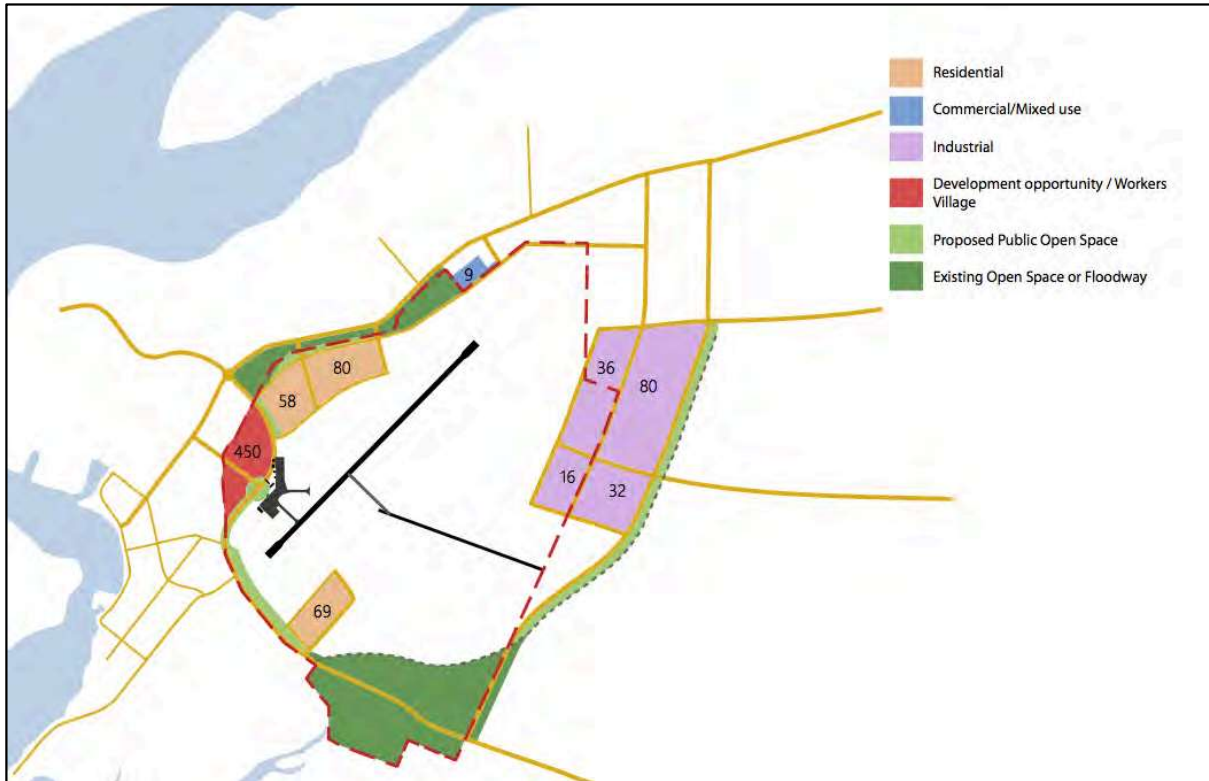 Residential
Commercial/Mixed use
Industrial
Development opportunity / Workers
Village
Proposed Public Open Space
Existing Open Space or Floodway
9
36
80
80
58
450
16
32
69